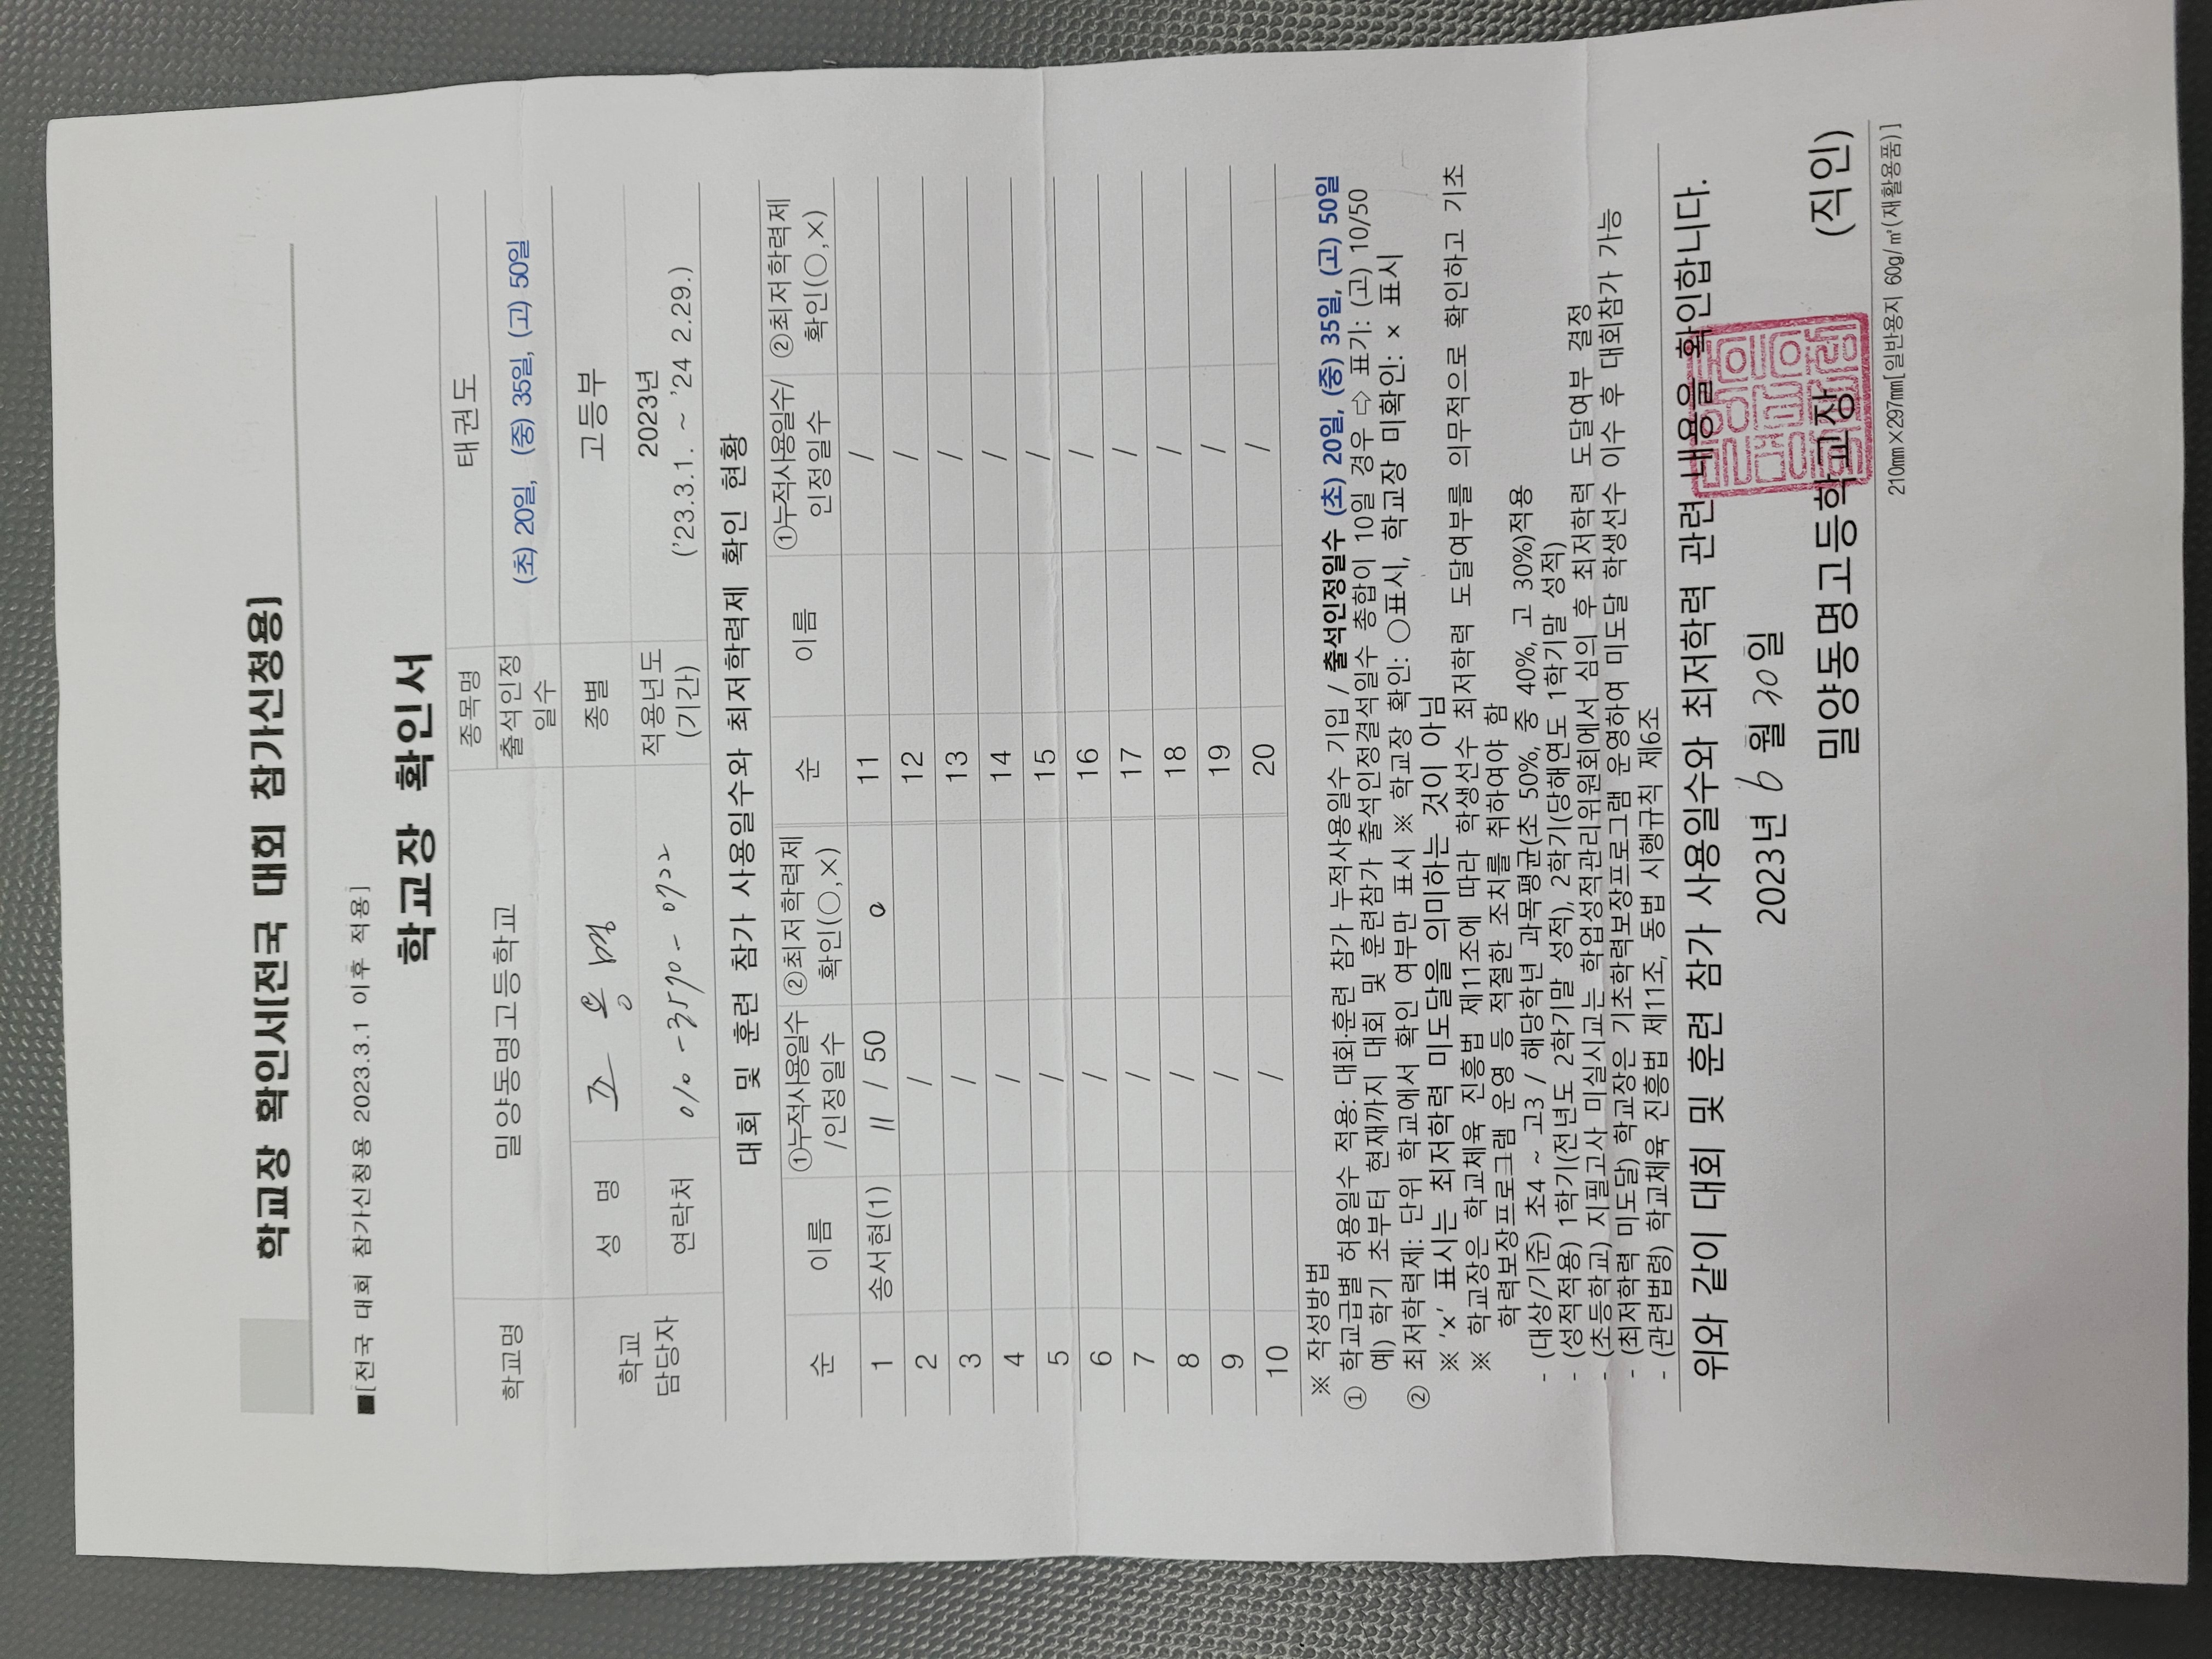 학교장 확인서[전국 대회 참가신청용]
■[전국 대회 참가신청용 2023.3.1 이후 적용]
학교장 확인서
학교명 밀양동명고등학교 종목명 태권도
출석인정 일수 (초) 20일, (중) 35일, (고) 50일
학교 담당자 성 명 조 용 명 종별 고등부
연락처 010-3590-0922 적용년도 (기간) 2023년 ('23.3.1. ~ '24 2.29.)
대회 및 훈련 참가 사용일수와 최저학력제 확인 현황
순 이름 ①누적사용일수/인정일수 ②최저학력제 확인(○,×) 순 이름 ①누적사용일수/인정일수 ②최저학력제 확인(○,×)
1 송서현(1) 11 / 50 o 11 /
2 / 12 /
3 / 13 /
4 / 14 /
5 / 15 /
6 / 16 /
7 / 17 /
8 / 18 /
9 / 19 /
10 / 20 /
※ 작성방법
① 학교급별 허용일수 적용: 대회·훈련 참가 누적사용일수 기입 / 출석인정일수 (초) 20일, (중) 35일, (고) 50일
예) 학기 초부터 현재까지 대회 및 훈련참가 출석인정결석일수 총합이 10일 경우 ⇨ 표기: (고) 10/50
② 최저학력제: 단위 학교에서 확인 여부만 표시 ※ 학교장 확인: ○표시, 학교장 미확인: × 표시
※ '×' 표시는 최저학력 미도달을 의미하는 것이 아님
※ 학교장은 학교체육 진흥법 제11조에 따라 학생선수 최저학력 도달여부를 의무적으로 확인하고 기초
학력보장프로그램 운영 등 적절한 조치를 취하여야 함
- (대상/기준) 초4 ~ 고3 / 해당학년 과목평균(초 50%, 중 40%, 고 30%)적용
- (성적적용) 1학기(전년도 2학기말 성적), 2학기(당해연도 1학기말 성적)
- (초등학교) 지필고사 미실시교는 학업성적관리위원회에서 심의 후 최저학력 도달여부 결정
- (최저학력 미도달) 학교장은 기초학력보장프로그램 운영하여 미도달 학생선수 이수 후 대회참가 가능
- (관련법령) 학교체육 진흥법 제11조, 동법 시행규칙 제6조
위와 같이 대회 및 훈련 참가 사용일수와 최저학력 관련 내용을 확인합니다.
2023년 6 월 30일
밀양동명고등학교장 (직인)
210㎜×297㎜[일반용지 60g/㎡(재활용품)]